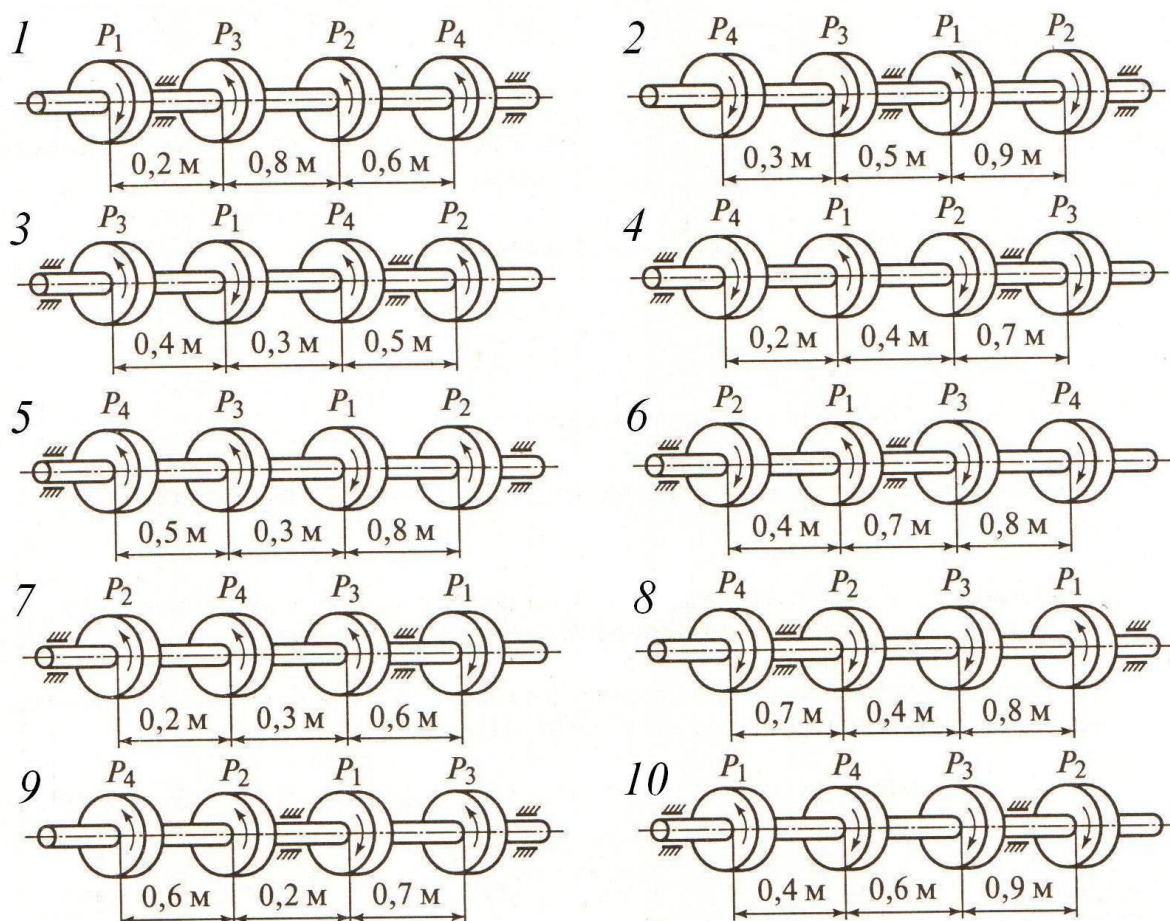 1 P₁ P₃ P₂ P₄
0,2 м 0,8 м 0,6 м
2 P₄ P₃ P₁ P₂
0,3 м 0,5 м 0,9 м
3 P₃ P₁ P₄ P₂
0,4 м 0,3 м 0,5 м
4 P₄ P₁ P₂ P₃
0,2 м 0,4 м 0,7 м
5 P₄ P₃ P₁ P₂
0,5 м 0,3 м 0,8 м
6 P₂ P₁ P₃ P₄
0,4 м 0,7 м 0,8 м
7 P₂ P₄ P₃ P₁
0,2 м 0,3 м 0,6 м
8 P₄ P₂ P₃ P₁
0,7 м 0,4 м 0,8 м
9 P₄ P₂ P₁ P₃
0,6 м 0,2 м 0,7 м
10 P₁ P₄ P₃ P₂
0,4 м 0,6 м 0,9 м